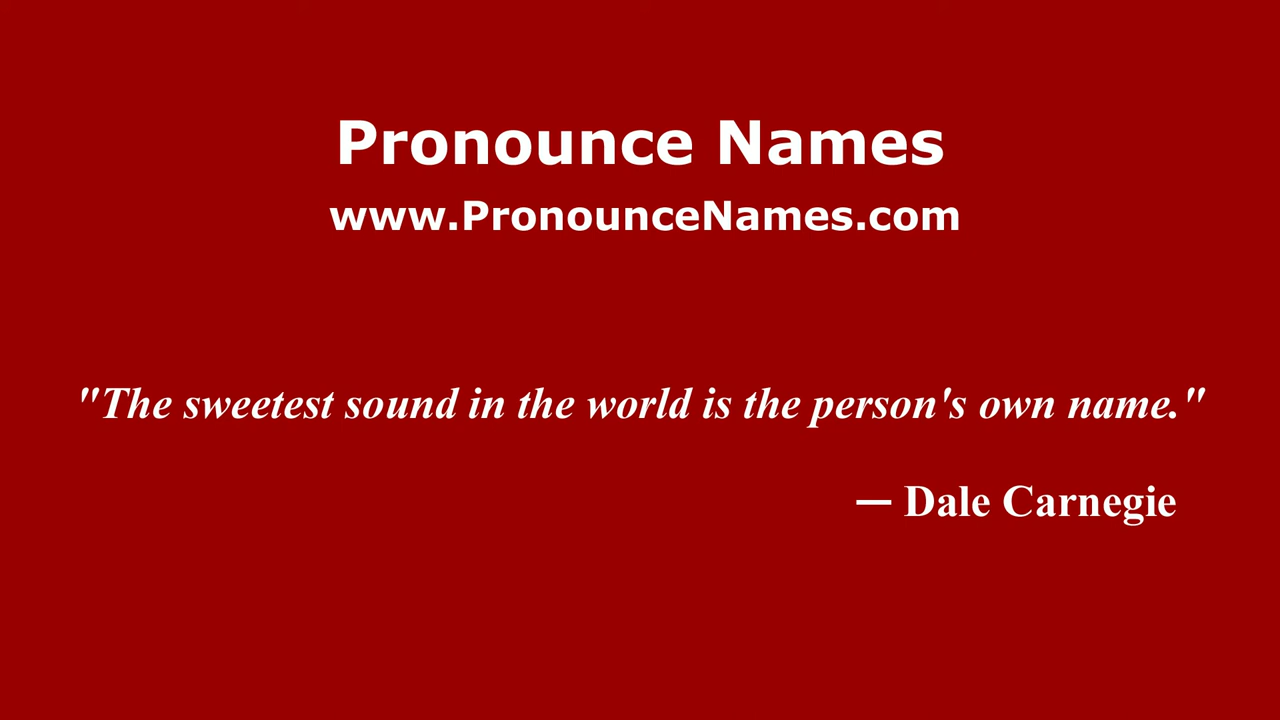 Pronounce Names
www.PronounceNames.com
"The sweetest sound in the world is the person's own name."
— Dale Carnegie